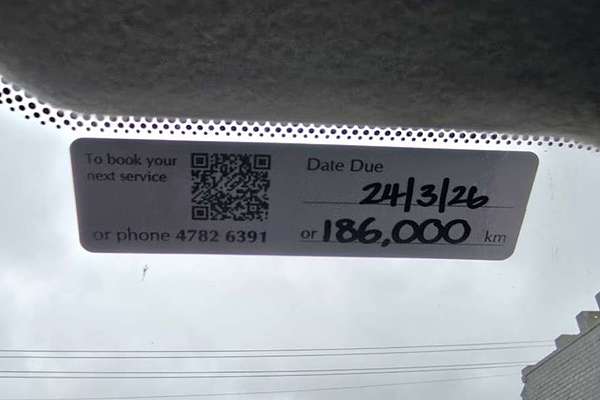 To book your
next service
or phone 4782 6391
Date Due
24/3/26
or 186,000 km